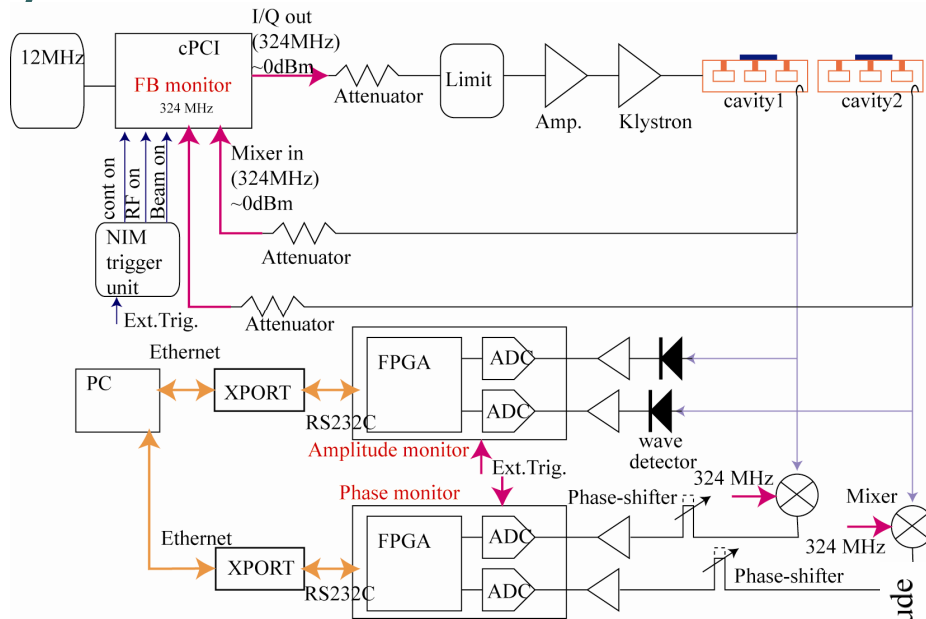 12MHz
cPCI
FB monitor
324 MHz
I/Q out
(324MHz)
~0dBm
Attenuator
Limit
Amp.
Klystron
cavity1
cavity2
cont on
RF on
Beam on
Mixer in
(324MHz)
~0dBm
Attenuator
NIM
trigger
unit
Ext.Trig.
Attenuator
Ethernet
PC
XPORT
RS232C
FPGA
ADC
ADC
wave
detector
Amplitude monitor
Ext.Trig.
Phase monitor
Phase-shifter
324 MHz
Mixer
324 MHz
Ethernet
XPORT
RS232C
FPGA
ADC
ADC
Phase-shifter
ude